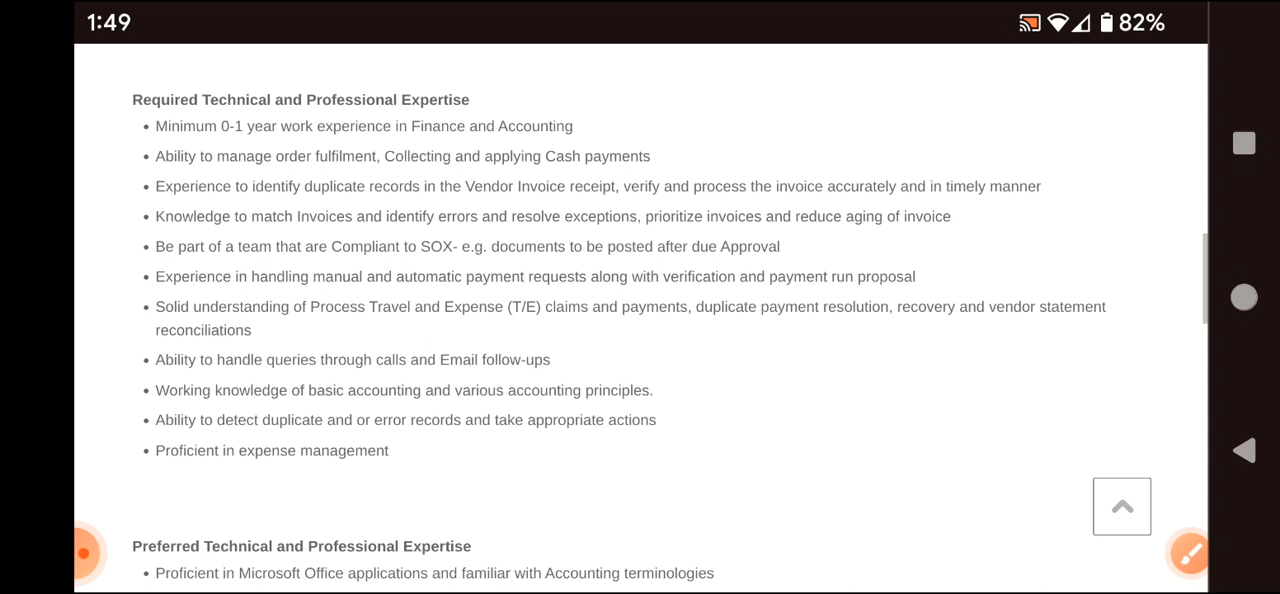 1:49
82%
Required Technical and Professional Expertise
• Minimum 0-1 year work experience in Finance and Accounting
• Ability to manage order fulfilment, Collecting and applying Cash payments
• Experience to identify duplicate records in the Vendor Invoice receipt, verify and process the invoice accurately and in timely manner
• Knowledge to match Invoices and identify errors and resolve exceptions, prioritize invoices and reduce aging of invoice
• Be part of a team that are Compliant to SOX- e.g. documents to be posted after due Approval
• Experience in handling manual and automatic payment requests along with verification and payment run proposal
• Solid understanding of Process Travel and Expense (T/E) claims and payments, duplicate payment resolution, recovery and vendor statement
reconciliations
• Ability to handle queries through calls and Email follow-ups
• Working knowledge of basic accounting and various accounting principles.
• Ability to detect duplicate and or error records and take appropriate actions
• Proficient in expense management
Preferred Technical and Professional Expertise
• Proficient in Microsoft Office applications and familiar with Accounting terminologies